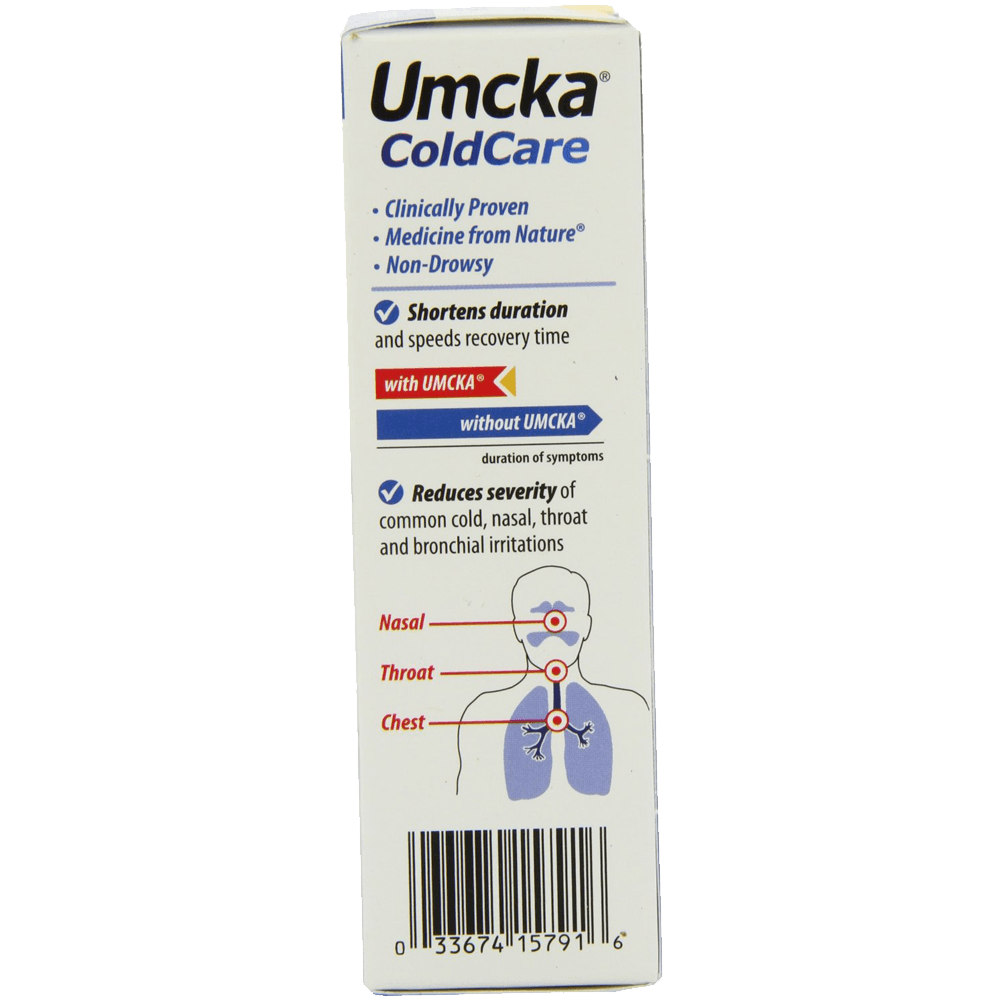 Umcka®
ColdCare
• Clinically Proven
• Medicine from Nature®
• Non-Drowsy
Shortens duration
and speeds recovery time
with UMCKA®
without UMCKA®
duration of symptoms
Reduces severity of
common cold, nasal, throat
and bronchial irritations
Nasal
Throat
Chest
0 33674 15791 6